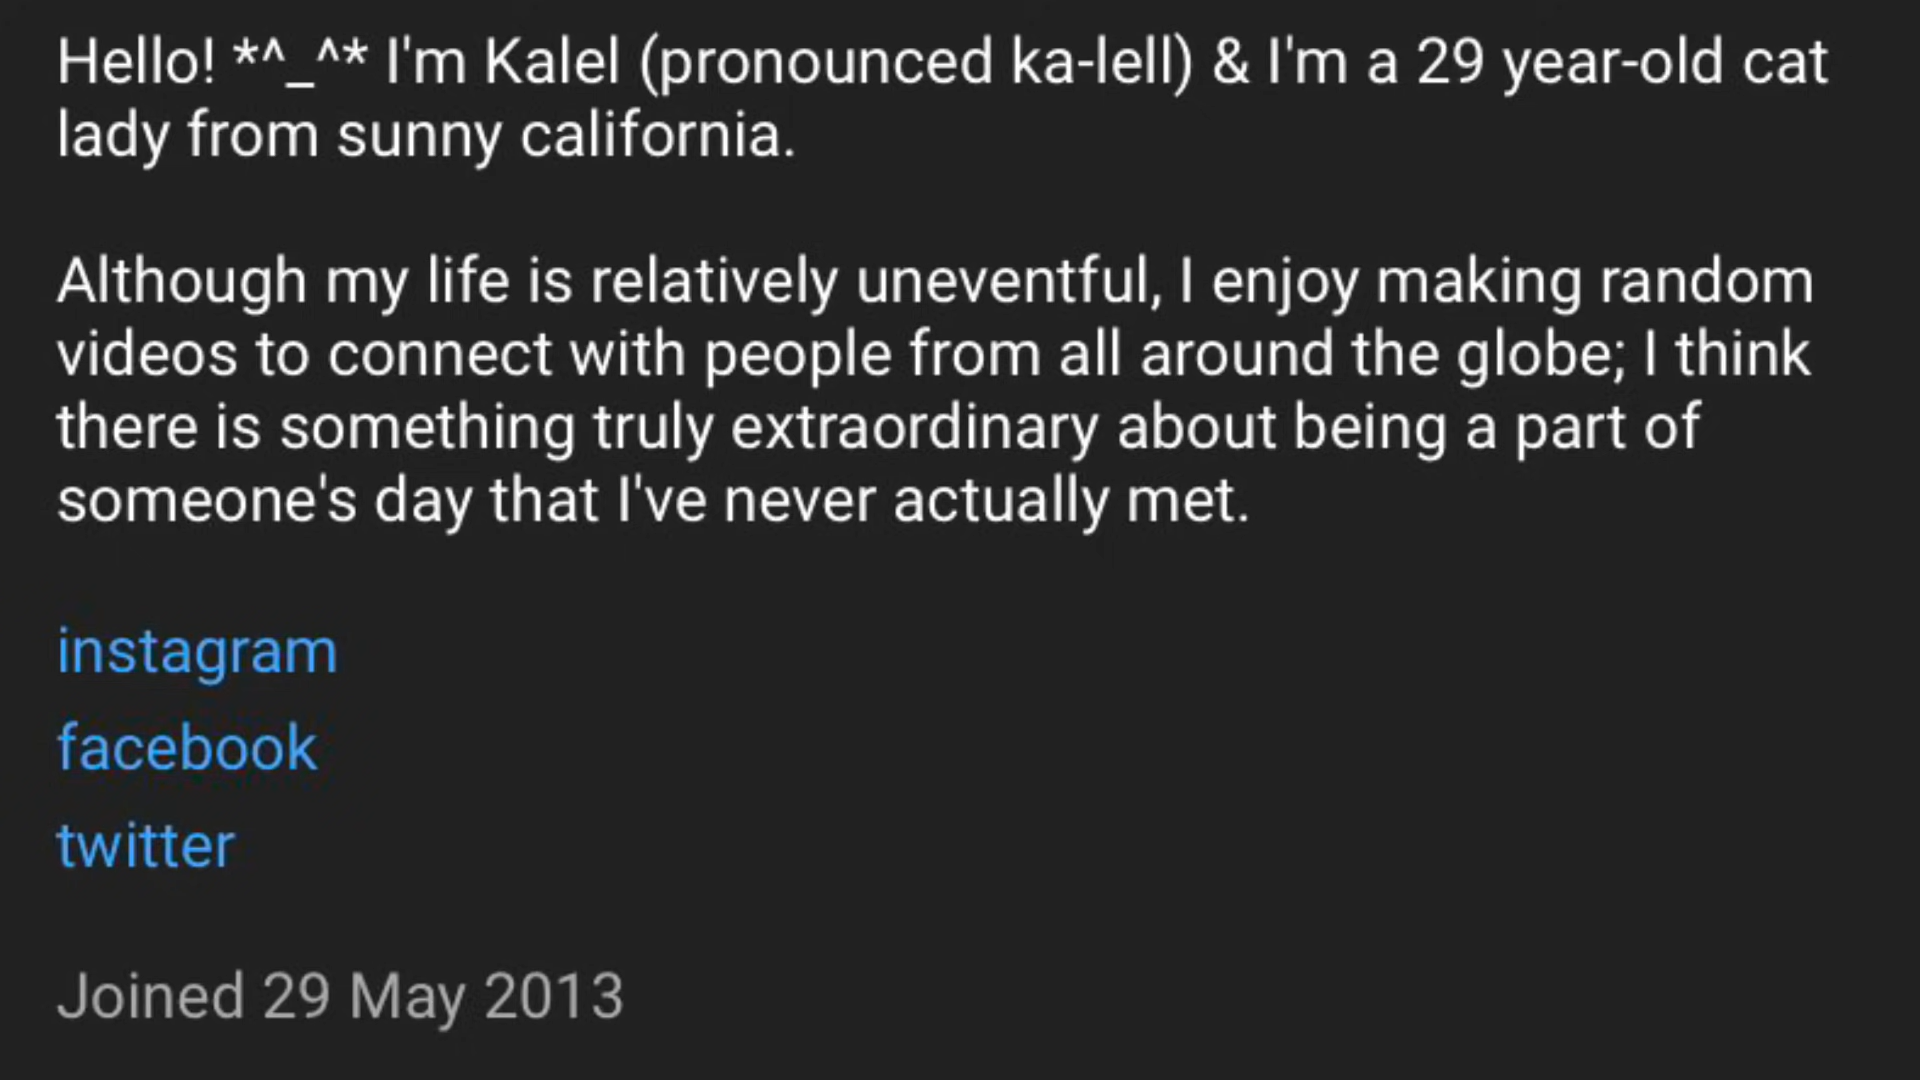 Hello! *^_^* I'm Kalel (pronounced ka-lell) & I'm a 29 year-old cat
lady from sunny california.
Although my life is relatively uneventful, I enjoy making random
videos to connect with people from all around the globe; I think
there is something truly extraordinary about being a part of
someone's day that I've never actually met.
instagram
facebook
twitter
Joined 29 May 2013